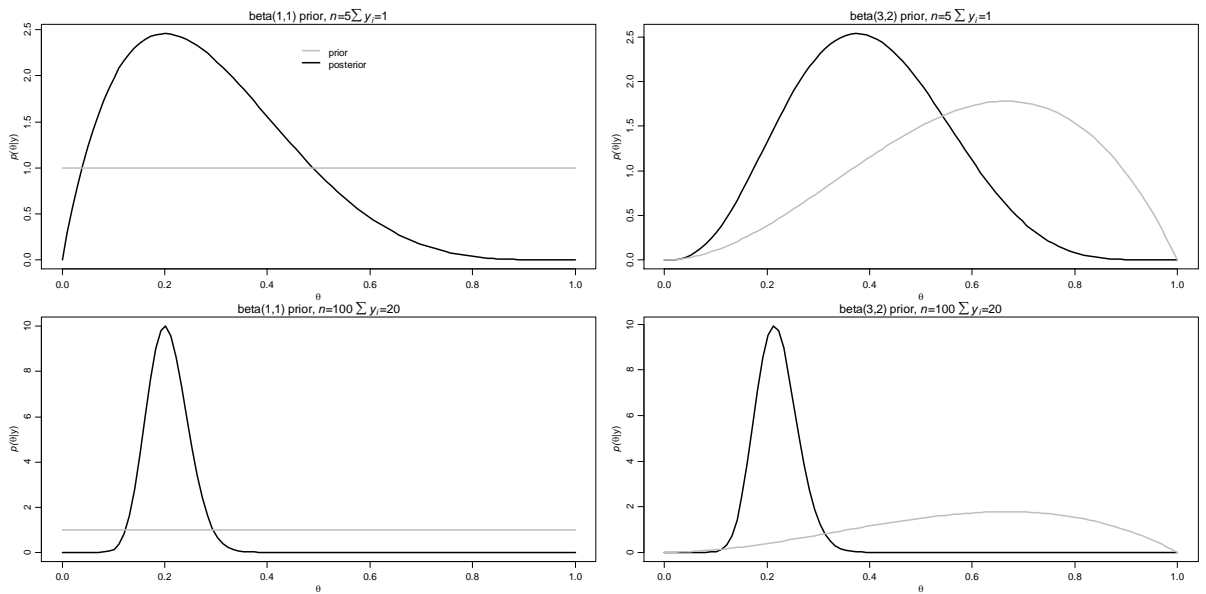 beta(1,1) prior, n=5∑ yᵢ=1
p(θ|y)
2.5
2.0
1.5
1.0
0.5
0.0
prior
posterior
0.0 0.2 0.4 0.6 0.8 1.0
θ
beta(3,2) prior, n=5 ∑ yᵢ=1
p(θ|y)
2.5
2.0
1.5
1.0
0.5
0.0
0.0 0.2 0.4 0.6 0.8 1.0
θ
beta(1,1) prior, n=100 ∑ yᵢ=20
p(θ|y)
10
8
6
4
2
0
0.0 0.2 0.4 0.6 0.8 1.0
θ
beta(3,2) prior, n=100 ∑ yᵢ=20
p(θ|y)
10
8
6
4
2
0
0.0 0.2 0.4 0.6 0.8 1.0
θ